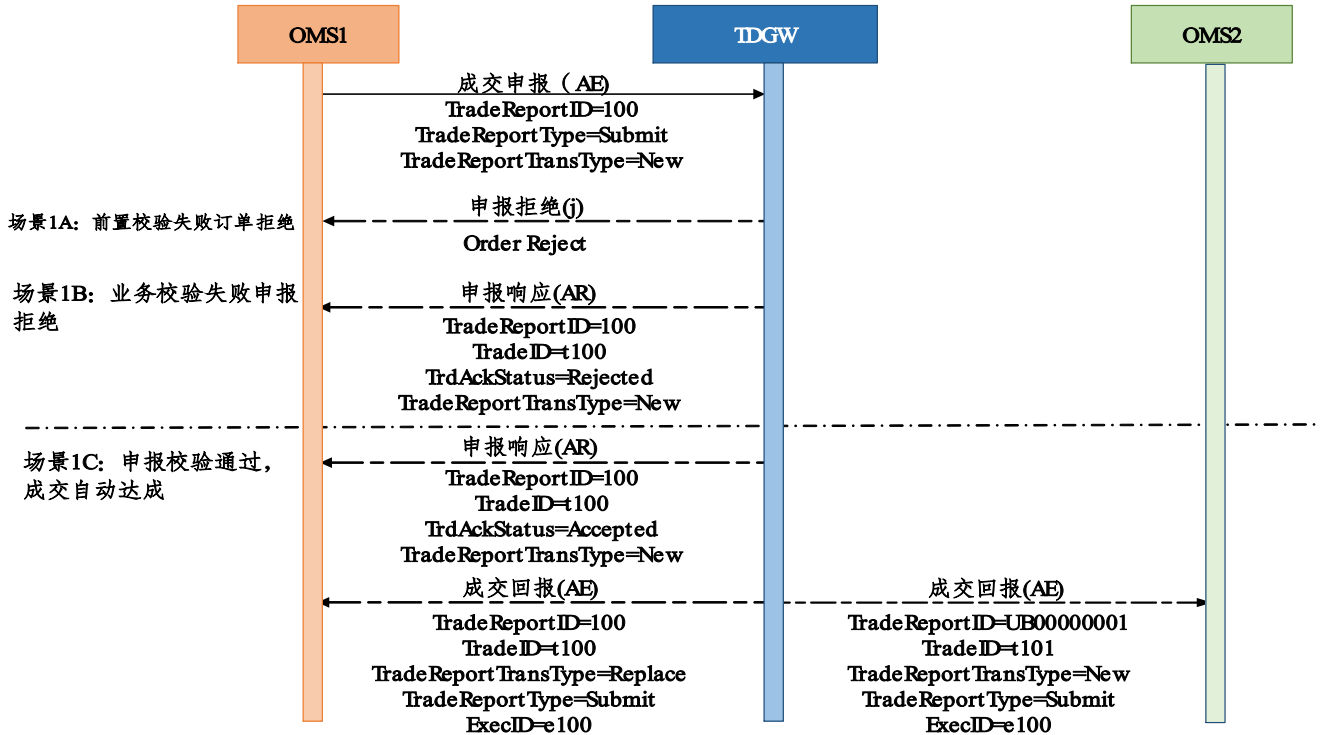 OMS1
TDGW
OMS2
成交申报（AE)
TradeReportID=100
TradeReportType=Submit
TradeReportTransType=New
申报拒绝(j)
场景1A：前置校验失败订单拒绝
Order Reject
场景1B：业务校验失败申报
拒绝
申报响应(AR)
TradeReportID=100
TradeID=t100
TrdAckStatus=Rejected
TradeReportTransType=New
场景1C：申报校验通过，
成交自动达成
申报响应(AR)
TradeReportID=100
TradeID=t100
TrdAckStatus=Accepted
TradeReportTransType=New
成交回报(AE)
TradeReportID=100
TradeID=t100
TradeReportTransType=Replace
TradeReportType=Submit
ExecID=e100
成交回报(AE)
TradeReportID=UB00000001
TradeID=t101
TradeReportTransType=New
TradeReportType=Submit
ExecID=e100